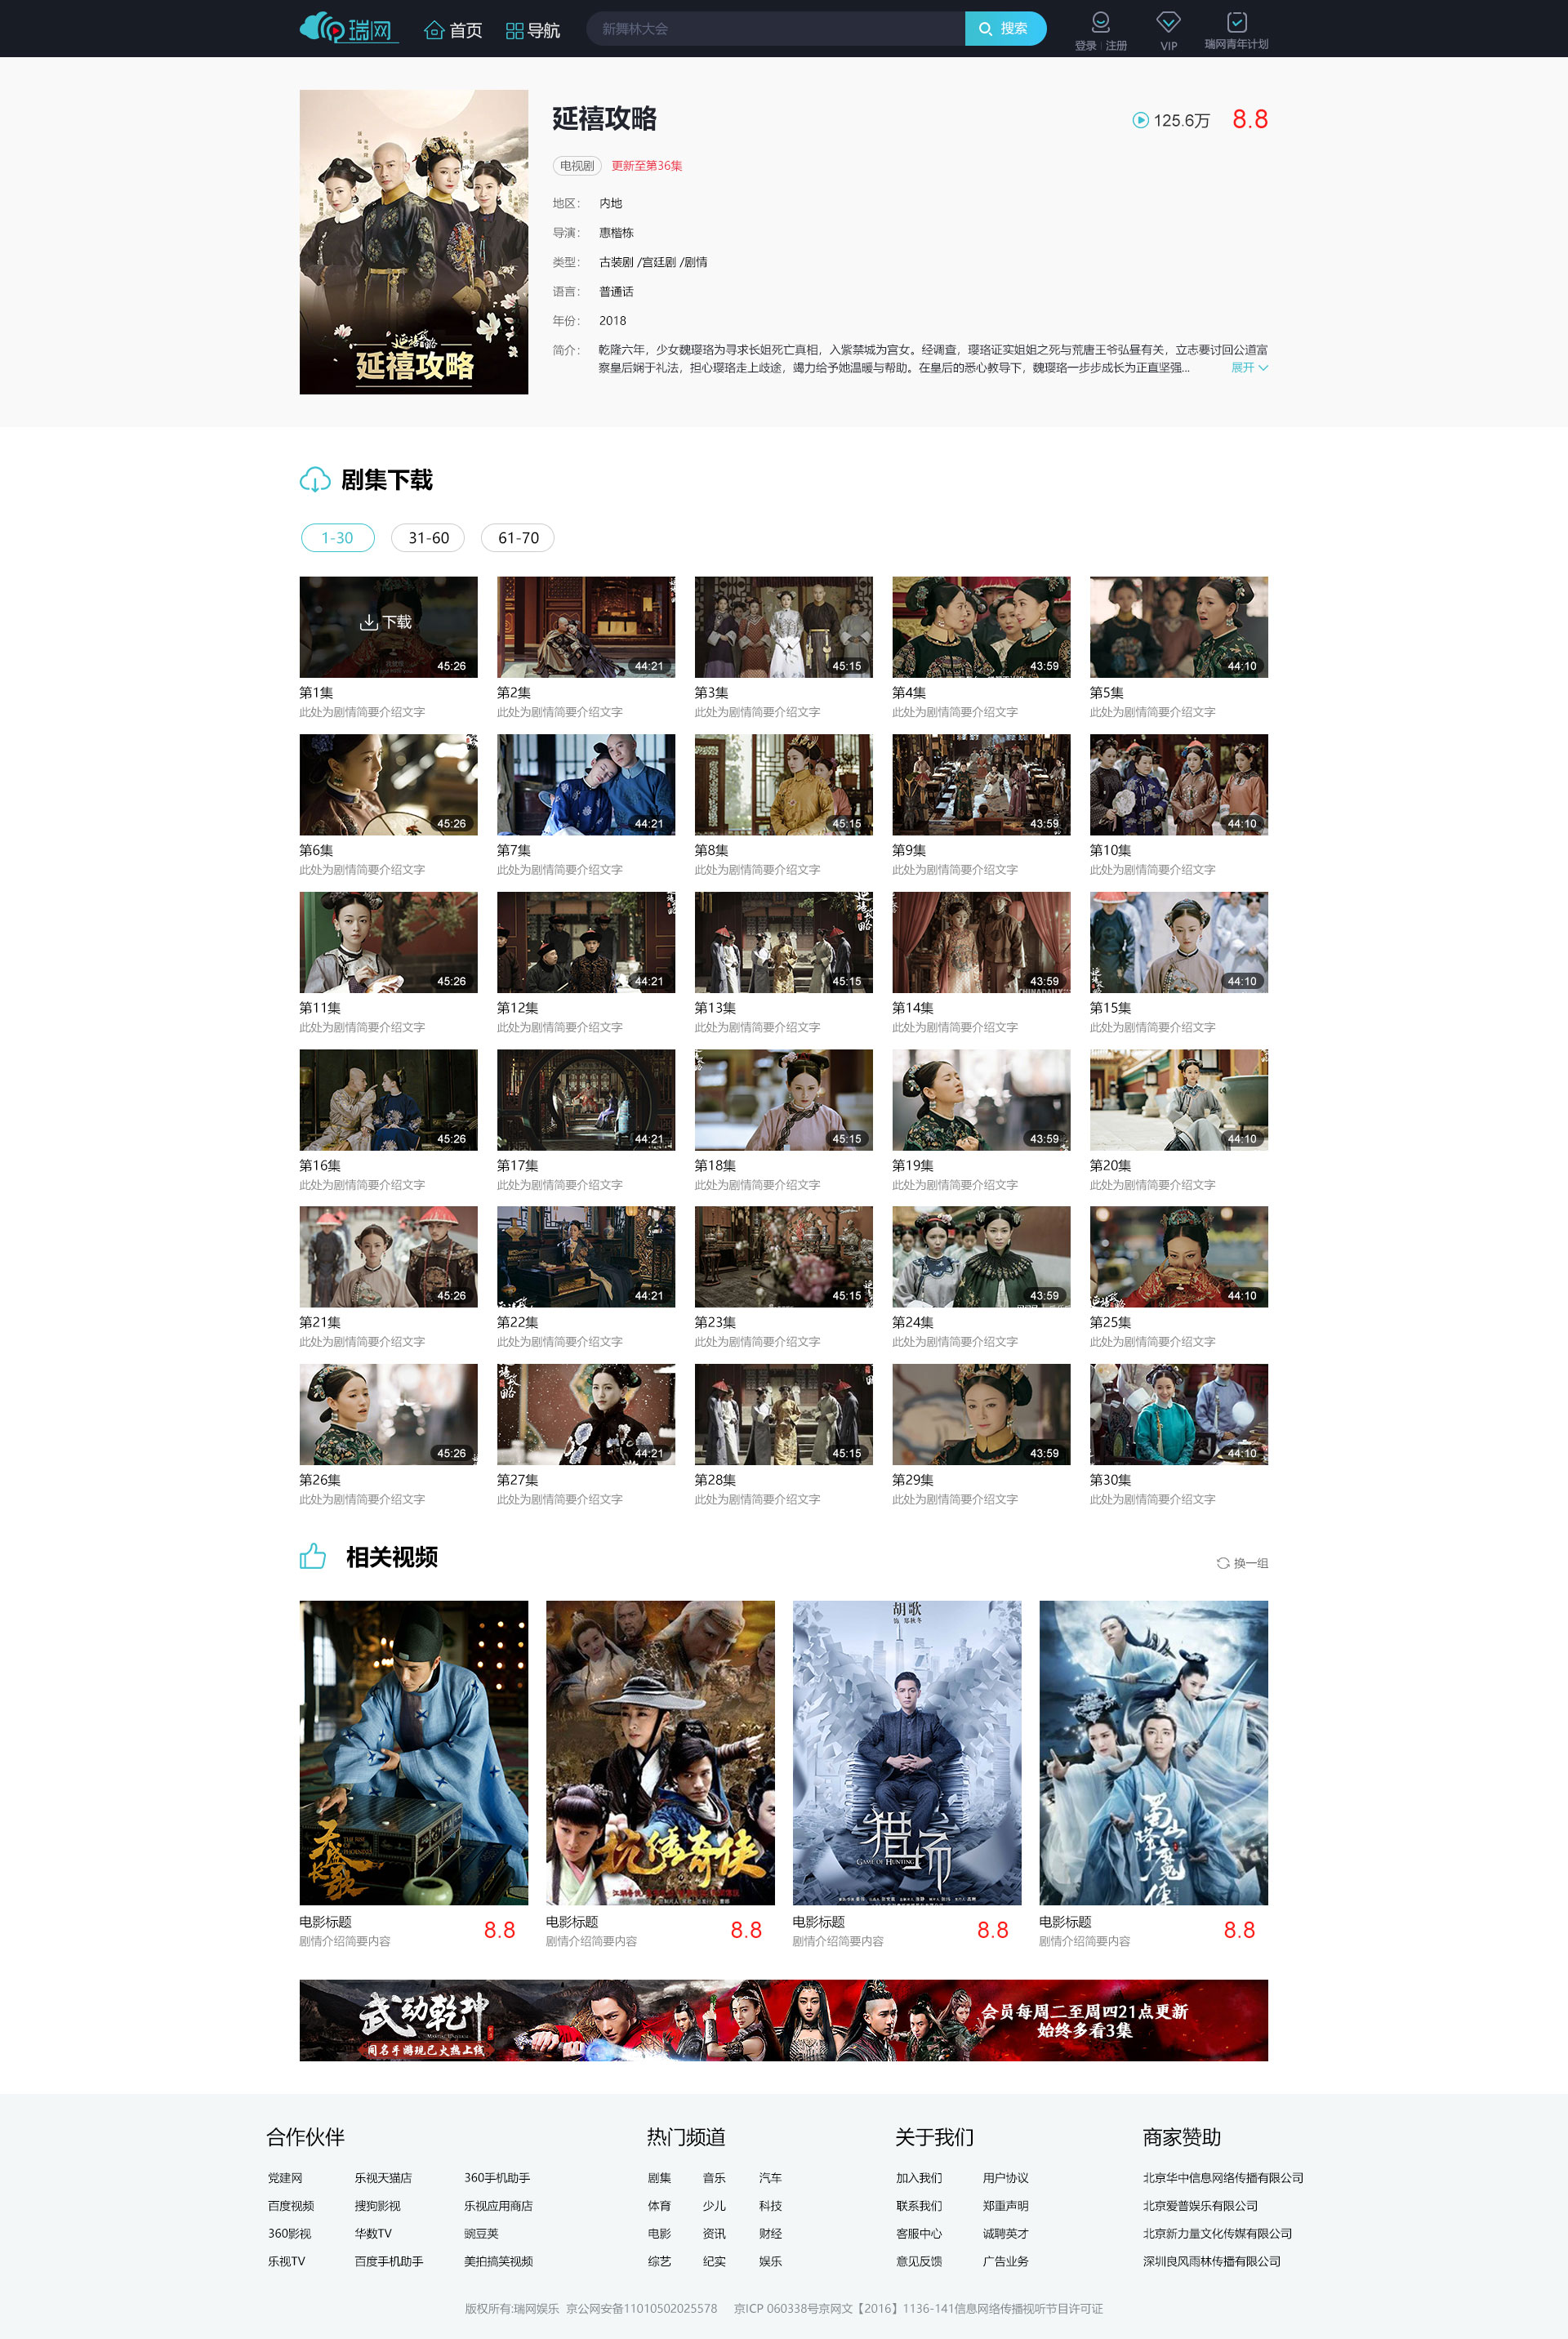 瑞网
首页
导航
新舞林大会
搜索
登录 | 注册
VIP
瑞网青年计划
延禧攻略
125.6万
8.8
电视剧
更新至第36集
地区： 内地
导演： 惠楷栋
类型： 古装剧 /宫廷剧 /剧情
语言： 普通话
年份： 2018
简介： 乾隆六年，少女魏璎珞为寻求长姐死亡真相，入紫禁城为宫女。经调查，璎珞证实姐姐之死与荒唐王爷弘昼有关，立志要讨回公道富
察皇后娴于礼法，担心璎珞走上歧途，竭力给予她温暖与帮助。在皇后的悉心教导下，魏璎珞一步步成长为正直坚强...
展开
延禧攻略
剧集下载
1-30 31-60 61-70
下载
45:26 44:21 45:15 43:59 44:10
第1集 第2集 第3集 第4集 第5集
此处为剧情简要介绍文字 此处为剧情简要介绍文字 此处为剧情简要介绍文字 此处为剧情简要介绍文字 此处为剧情简要介绍文字
45:26 44:21 45:15 43:59 44:10
第6集 第7集 第8集 第9集 第10集
此处为剧情简要介绍文字 此处为剧情简要介绍文字 此处为剧情简要介绍文字 此处为剧情简要介绍文字 此处为剧情简要介绍文字
45:26 44:21 45:15 43:59 44:10
第11集 第12集 第13集 第14集 第15集
此处为剧情简要介绍文字 此处为剧情简要介绍文字 此处为剧情简要介绍文字 此处为剧情简要介绍文字 此处为剧情简要介绍文字
45:26 44:21 45:15 43:59 44:10
第16集 第17集 第18集 第19集 第20集
此处为剧情简要介绍文字 此处为剧情简要介绍文字 此处为剧情简要介绍文字 此处为剧情简要介绍文字 此处为剧情简要介绍文字
45:26 44:21 45:15 43:59 44:10
第21集 第22集 第23集 第24集 第25集
此处为剧情简要介绍文字 此处为剧情简要介绍文字 此处为剧情简要介绍文字 此处为剧情简要介绍文字 此处为剧情简要介绍文字
45:26 44:21 45:15 43:59 44:10
第26集 第27集 第28集 第29集 第30集
此处为剧情简要介绍文字 此处为剧情简要介绍文字 此处为剧情简要介绍文字 此处为剧情简要介绍文字 此处为剧情简要介绍文字
相关视频
换一组
天盛长歌
抗倭奇侠
胡歌
猎场
GAME OF HUNTING
蜀山降魔传
电影标题 8.8 电影标题 8.8 电影标题 8.8 电影标题 8.8
剧情介绍简要内容 剧情介绍简要内容 剧情介绍简要内容 剧情介绍简要内容
武动乾坤
同名手游现已火热上线
会员每周二至周四21点更新
始终多看3集
合作伙伴 热门频道 关于我们 商家赞助
党建网 乐视天猫店 360手机助手 剧集 音乐 汽车 加入我们 用户协议 北京华中信息网络传播有限公司
百度视频 搜狗影视 乐视应用商店 体育 少儿 科技 联系我们 郑重声明 北京爱普娱乐有限公司
360影视 华数TV 豌豆荚 电影 资讯 财经 客服中心 诚聘英才 北京新力量文化传媒有限公司
乐视TV 百度手机助手 美拍搞笑视频 综艺 纪实 娱乐 意见反馈 广告业务 深圳良风雨林传播有限公司
版权所有:瑞网娱乐 京公网安备11010502025578 京ICP 060338号京网文【2016】1136-141信息网络传播视听节目许可证